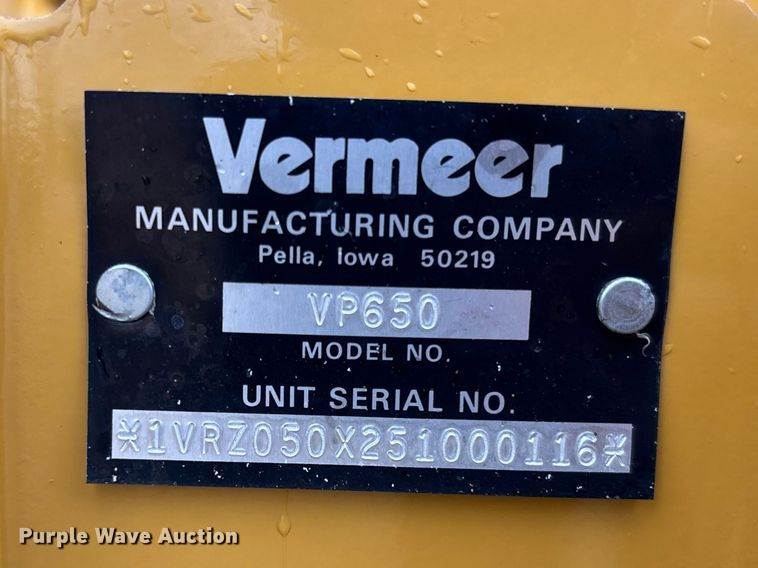 Vermeer
MANUFACTURING COMPANY
Pella, Iowa 50219
VP650
MODEL NO.
UNIT SERIAL NO.
*1VRZ050X251000116*
Purple Wave Auction